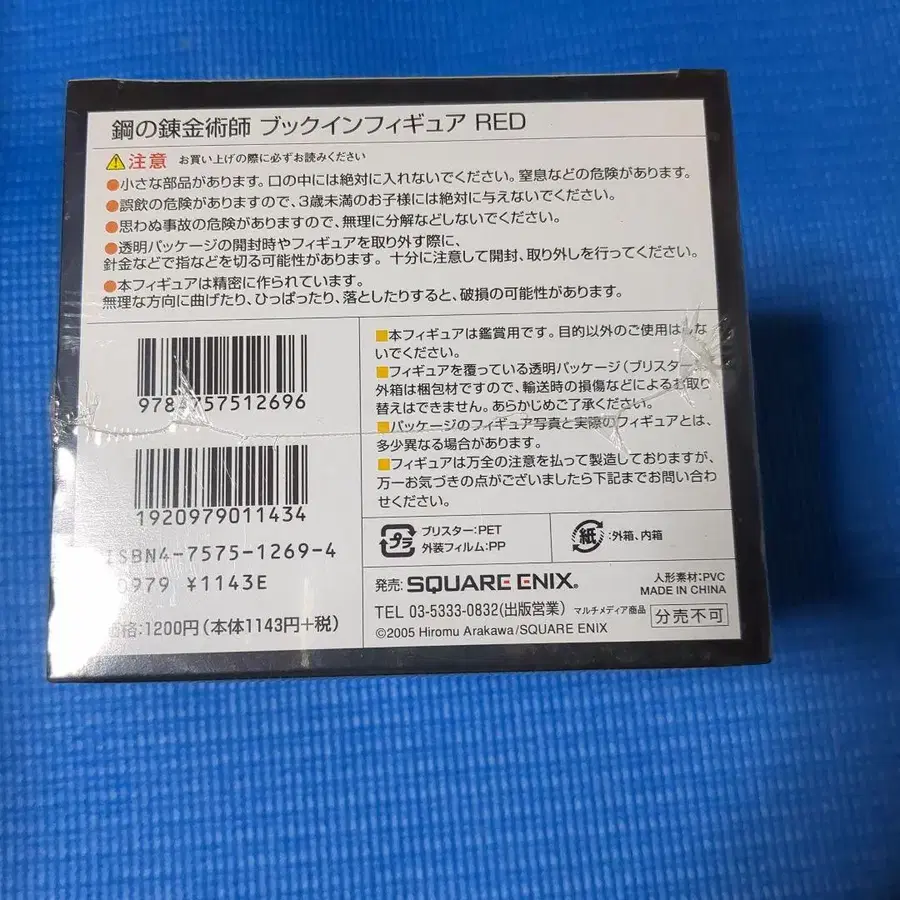 鋼の錬金術師 ブックインフィギュア RED
注意 お買い上げの際に必ずお読みください
●小さな部品があります。口の中には絶対に入れないでください。窒息などの危険があります。
●誤飲の危険がありますので、3歳未満のお子様には絶対に与えないでください。
●思わぬ事故の危険がありますので、無理に分解などしないでください。
●透明パッケージの開封時やフィギュアを取り外す際に、
針金などで指などを切る可能性があります。十分に注意して開封、取り外しを行ってください。
●本フィギュアは精密に作られています。
無理な方向に曲げたり、ひっぱったり、落としたりすると、破損の可能性があります。
9784757512696
1920979011434
ISBN4-7575-1269-4
0979 ¥1143E
価格:1200円(本体1143円+税)
■本フィギュアは鑑賞用です。目的以外のご使用はしな
いでください。
■フィギュアを覆っている透明パッケージ(ブリスター)、
外箱は梱包材ですので、輸送時の損傷などによるお取り
替えはできません。あらかじめご了承ください。
■パッケージのフィギュア写真と実際のフィギュアとは、
多少異なる場合があります。
■フィギュアは万全の注意を払って製造しておりますが、
万一お気づきの点がございましたら下記までお問い合わ
せください。
プラ ブリスター:PET
外装フィルム:PP
紙 :外箱、内箱
発売: SQUARE ENIX®
人形素材:PVC
MADE IN CHINA
TEL 03-5333-0832(出版営業) マルチメディア商品 分売不可
©2005 Hiromu Arakawa/SQUARE ENIX